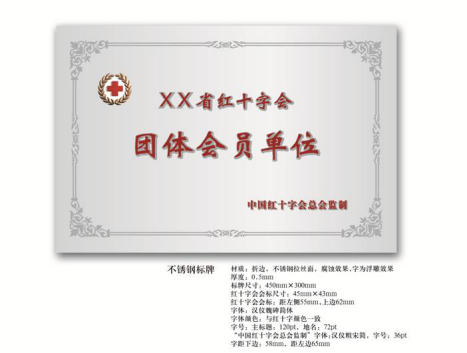 XX省红十字会
团体会员单位
中国红十字会总会监制
不锈钢标牌
材质：折边，不锈钢拉丝面，腐蚀效果,字为浮雕效果
厚度：0.5mm
标牌尺寸：450mm×300mm
红十字会会标尺寸：45mm×43mm
红十字会会标：距左侧55mm,上边62mm
字体：汉仪魏碑简体
字体颜色：与红十字颜色一致
字号：主标题：120pt，地名：72pt
“中国红十字会总会监制”字体:汉仪粗宋简，字号：36pt
字距下边：58mm，距左边65mm